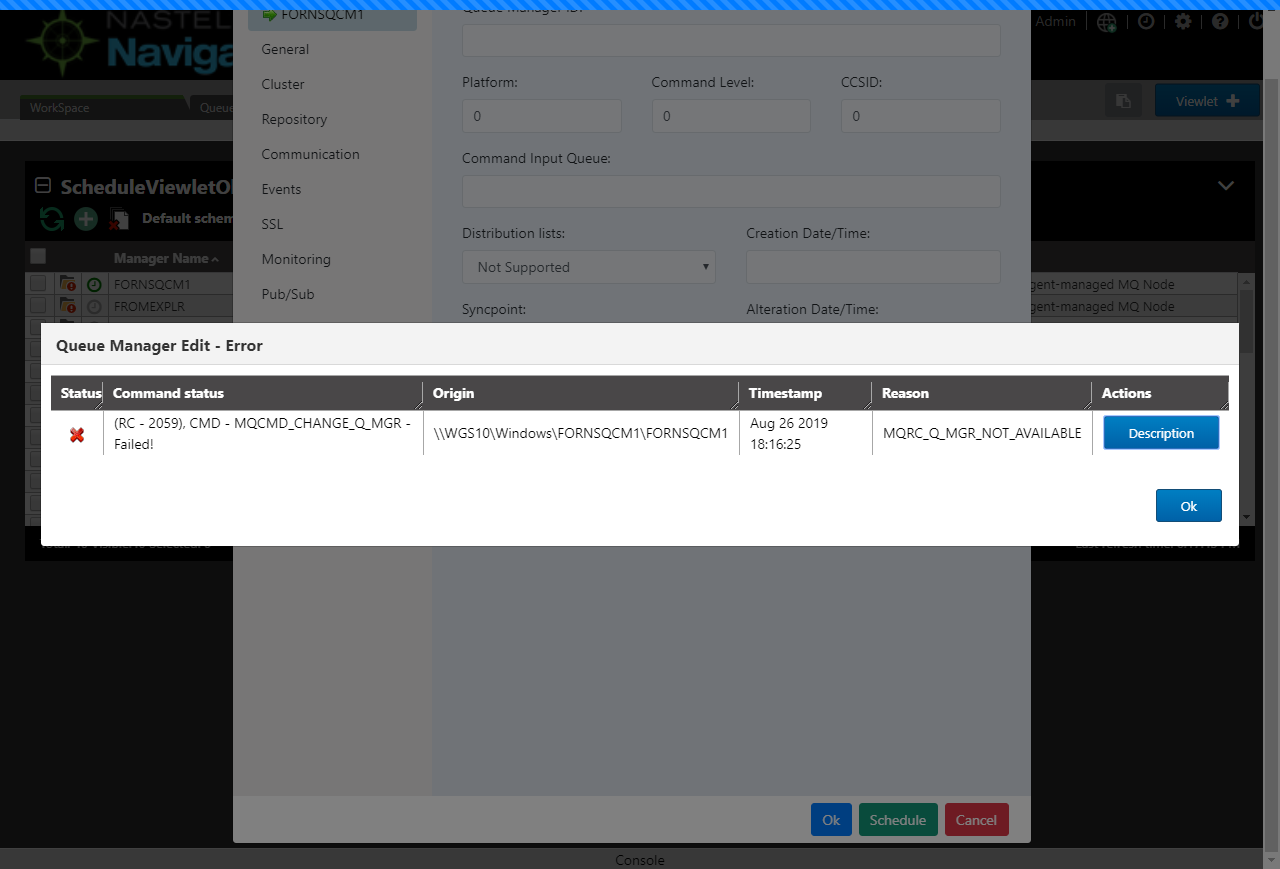 FORNSQCM1
Queue Manager ID:
NASTEL
Admin
Naviga
General
Cluster
Platform:
Command Level:
CCSID:
WorkSpace
Queue
Viewlet
0
0
0
Repository
Communication
Command Input Queue:
Events
ScheduleViewletO
SSL
Distribution lists:
Creation Date/Time:
Default schem
Manager Name
Monitoring
Not Supported
FORNSQCM1
gent-managed MQ Node
Pub/Sub
FROMEXPLR
Syncpoint:
Alteration Date/Time:
gent-managed MQ Node
Queue Manager Edit - Error
Status
Command status
Origin
Timestamp
Reason
Actions
(RC - 2059), CMD - MQCMD_CHANGE_Q_MGR -
Failed!
\\WGS10\Windows\FORNSQCM1\FORNSQCM1
Aug 26 2019
18:16:25
MQRC_Q_MGR_NOT_AVAILABLE
Description
Ok
Ok
Schedule
Cancel
Console